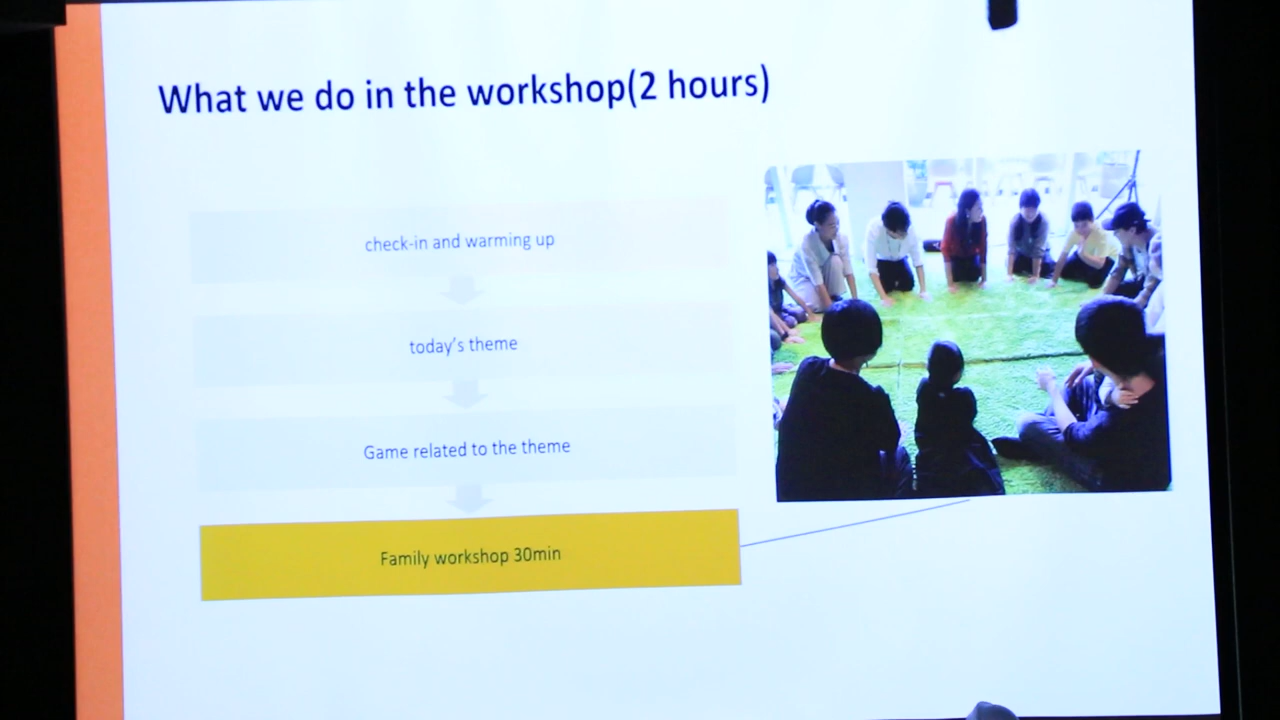 What we do in the workshop(2 hours)
check-in and warming up
today's theme
Game related to the theme
Family workshop 30min